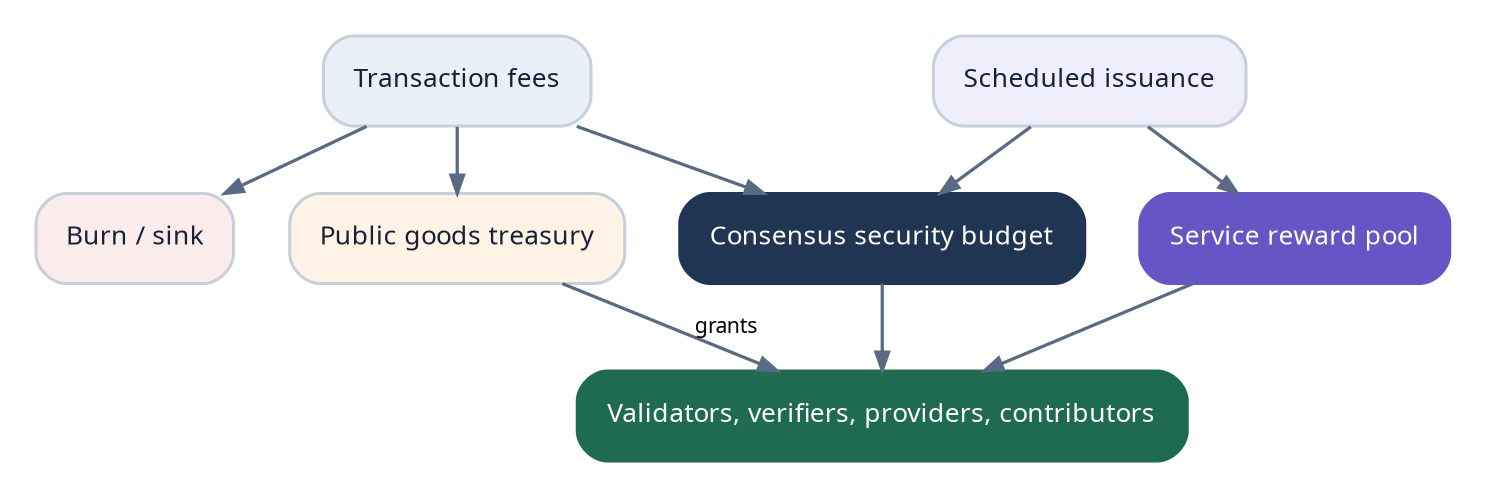 Transaction fees
Scheduled issuance
Burn / sink
Public goods treasury
Consensus security budget
Service reward pool
grants
Validators, verifiers, providers, contributors